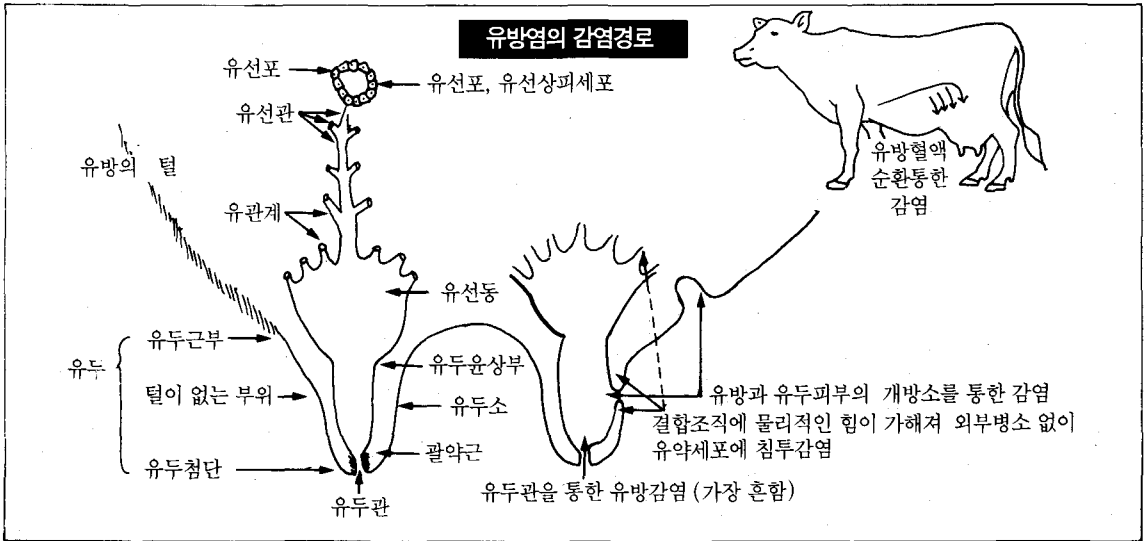 유방염의 감염경로
유선포
유선포, 유선상피세포
유선관
유방의 털
유관계
유선동
유두근부
유두
유두윤상부
털이 없는 부위
유두소
괄약근
유두첨단
유두관
유방혈액
순환통한
감염
유방과 유두피부의 개방소를 통한 감염
결합조직에 물리적인 힘이 가해져 외부병소 없이
유약세포에 침투감염
유두관을 통한 유방감염 (가장 흔함)